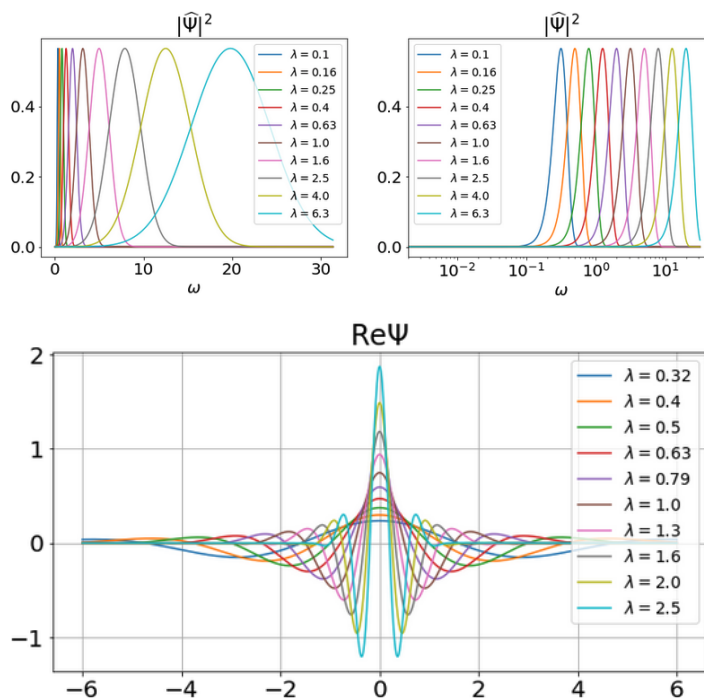 |Ψ̂|²
λ = 0.1
λ = 0.16
λ = 0.25
λ = 0.4
λ = 0.63
λ = 1.0
λ = 1.6
λ = 2.5
λ = 4.0
λ = 6.3
0.4
0.2
0.0
0 10 20 30
ω
|Ψ̂|²
λ = 0.1
λ = 0.16
λ = 0.25
λ = 0.4
λ = 0.63
λ = 1.0
λ = 1.6
λ = 2.5
λ = 4.0
λ = 6.3
0.4
0.2
0.0
10⁻² 10⁻¹ 10⁰ 10¹
ω
ReΨ
λ = 0.32
λ = 0.4
λ = 0.5
λ = 0.63
λ = 0.79
λ = 1.0
λ = 1.3
λ = 1.6
λ = 2.0
λ = 2.5
2
1
0
−1
−6 −4 −2 0 2 4 6